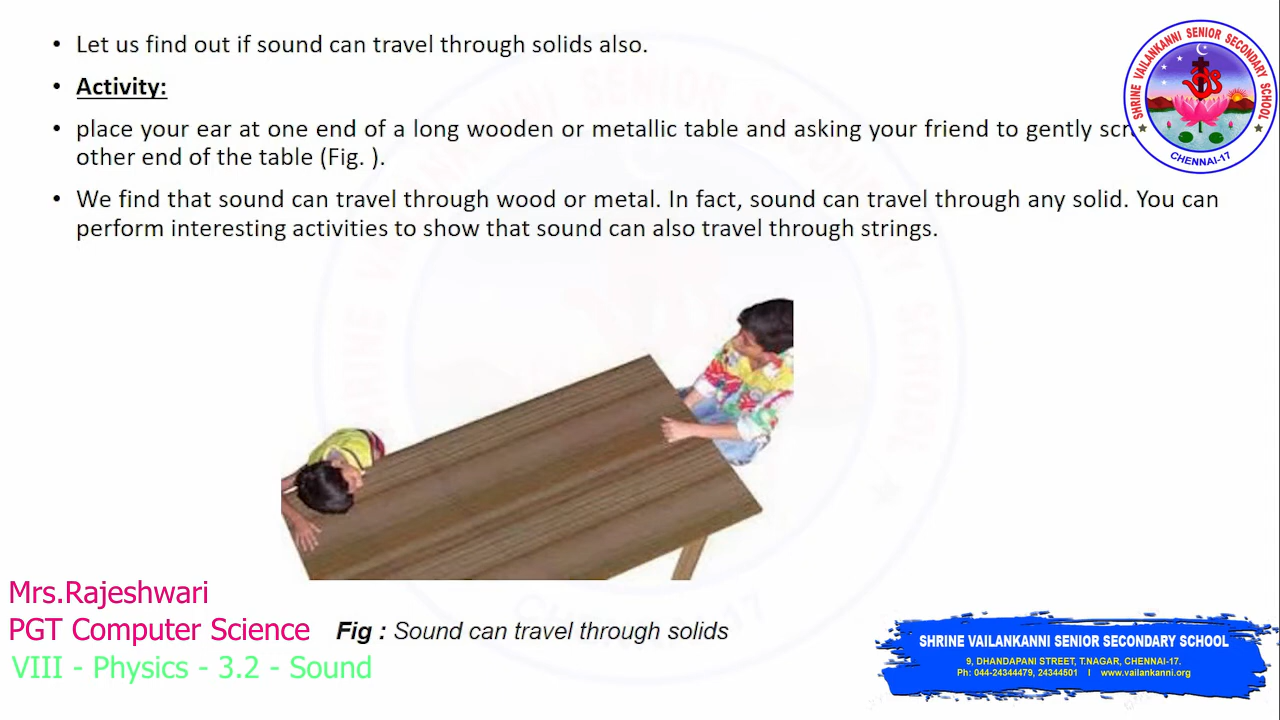 • Let us find out if sound can travel through solids also.
• Activity:
• place your ear at one end of a long wooden or metallic table and asking your friend to gently
other end of the table (Fig. ).
• We find that sound can travel through wood or metal. In fact, sound can travel through any solid. You can
perform interesting activities to show that sound can also travel through strings.
SHRINE VAILANKANNI SENIOR SECONDARY SCHOOL
CHENNAI-17
Fig : Sound can travel through solids
Mrs.Rajeshwari
PGT Computer Science
VIII - Physics - 3.2 - Sound
SHRINE VAILANKANNI SENIOR SECONDARY SCHOOL
9, DHANDAPANI STREET, T.NAGAR, CHENNAI-17.
Ph: 044-24344479, 24344501 I www.vailankanni.org